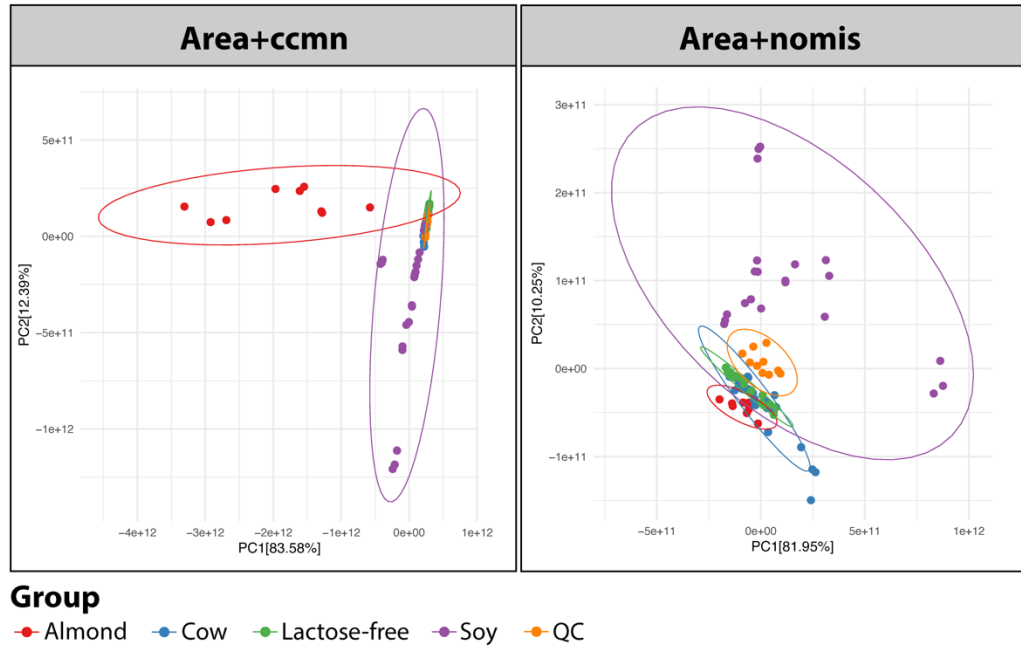 Area+ccmn
Area+nomis
5e+11
0e+00
−5e+11
−1e+12
PC2[12.39%]
−4e+12
−3e+12
−2e+12
−1e+12
0e+00
1e+12
PC1[83.58%]
3e+11
2e+11
1e+11
0e+00
−1e+11
PC2[10.25%]
−5e+11
0e+00
5e+11
1e+12
PC1[81.95%]
Group
Almond
Cow
Lactose-free
Soy
QC